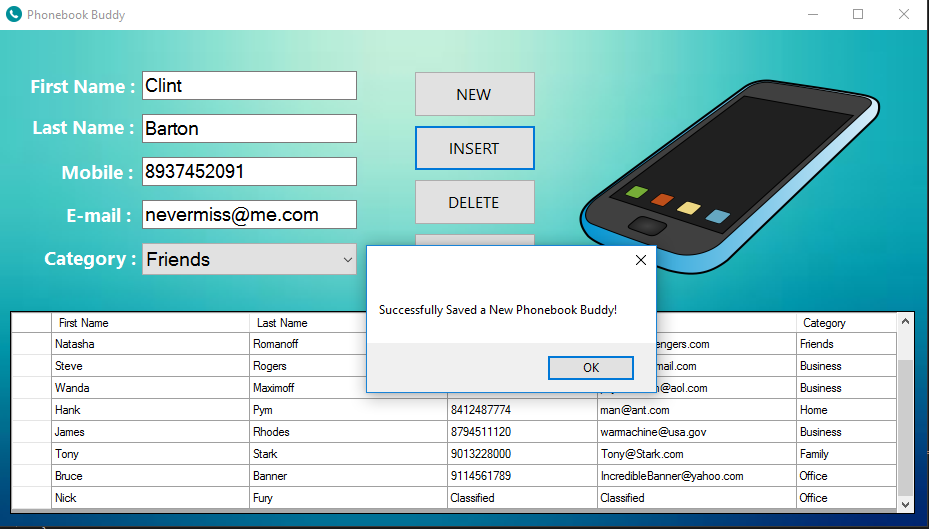 Phonebook Buddy
First Name : Clint
NEW
Last Name : Barton
INSERT
Mobile : 8937452091
E-mail : nevermiss@me.com
DELETE
Category : Friends
Successfully Saved a New Phonebook Buddy!
OK
First Name Last Name Category
Natasha Romanoff engers.com Friends
Steve Rogers mail.com Business
Wanda Maximoff n@aol.com Business
Hank Pym 8412487774 man@ant.com Home
James Rhodes 8794511120 warmachine@usa.gov Business
Tony Stark 9013228000 Tony@Stark.com Family
Bruce Banner 9114561789 IncredibleBanner@yahoo.com Office
Nick Fury Classified Classified Office